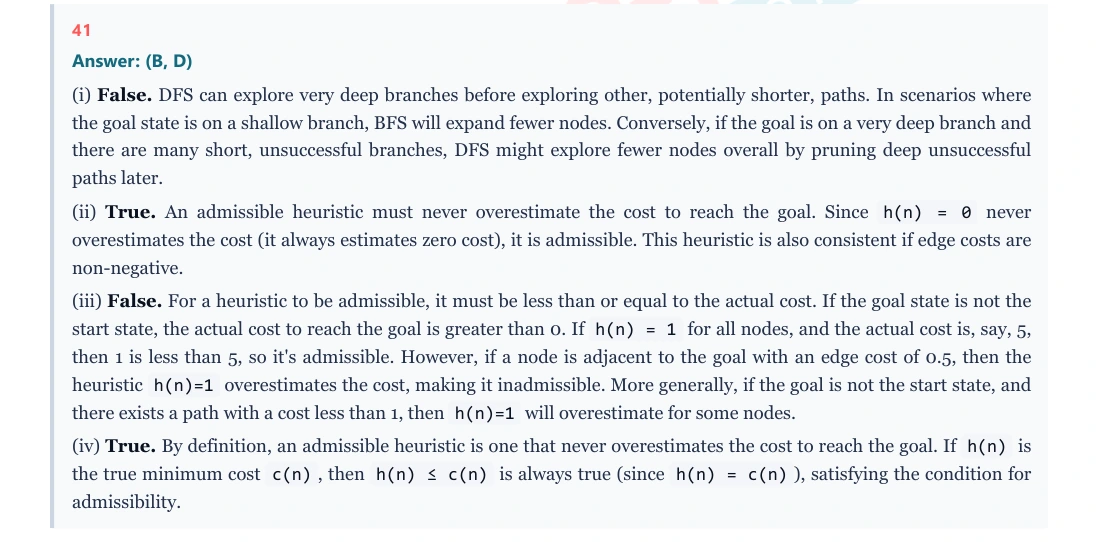 41
Answer: (B, D)
(i) False. DFS can explore very deep branches before exploring other, potentially shorter, paths. In scenarios where
the goal state is on a shallow branch, BFS will expand fewer nodes. Conversely, if the goal is on a very deep branch and
there are many short, unsuccessful branches, DFS might explore fewer nodes overall by pruning deep unsuccessful
paths later.
(ii) True. An admissible heuristic must never overestimate the cost to reach the goal. Since h(n) = 0 never
overestimates the cost (it always estimates zero cost), it is admissible. This heuristic is also consistent if edge costs are
non-negative.
(iii) False. For a heuristic to be admissible, it must be less than or equal to the actual cost. If the goal state is not the
start state, the actual cost to reach the goal is greater than 0. If h(n) = 1 for all nodes, and the actual cost is, say, 5,
then 1 is less than 5, so it's admissible. However, if a node is adjacent to the goal with an edge cost of 0.5, then the
heuristic h(n)=1 overestimates the cost, making it inadmissible. More generally, if the goal is not the start state, and
there exists a path with a cost less than 1, then h(n)=1 will overestimate for some nodes.
(iv) True. By definition, an admissible heuristic is one that never overestimates the cost to reach the goal. If h(n) is
the true minimum cost c(n) , then h(n) ≤ c(n) is always true (since h(n) = c(n) ), satisfying the condition for
admissibility.